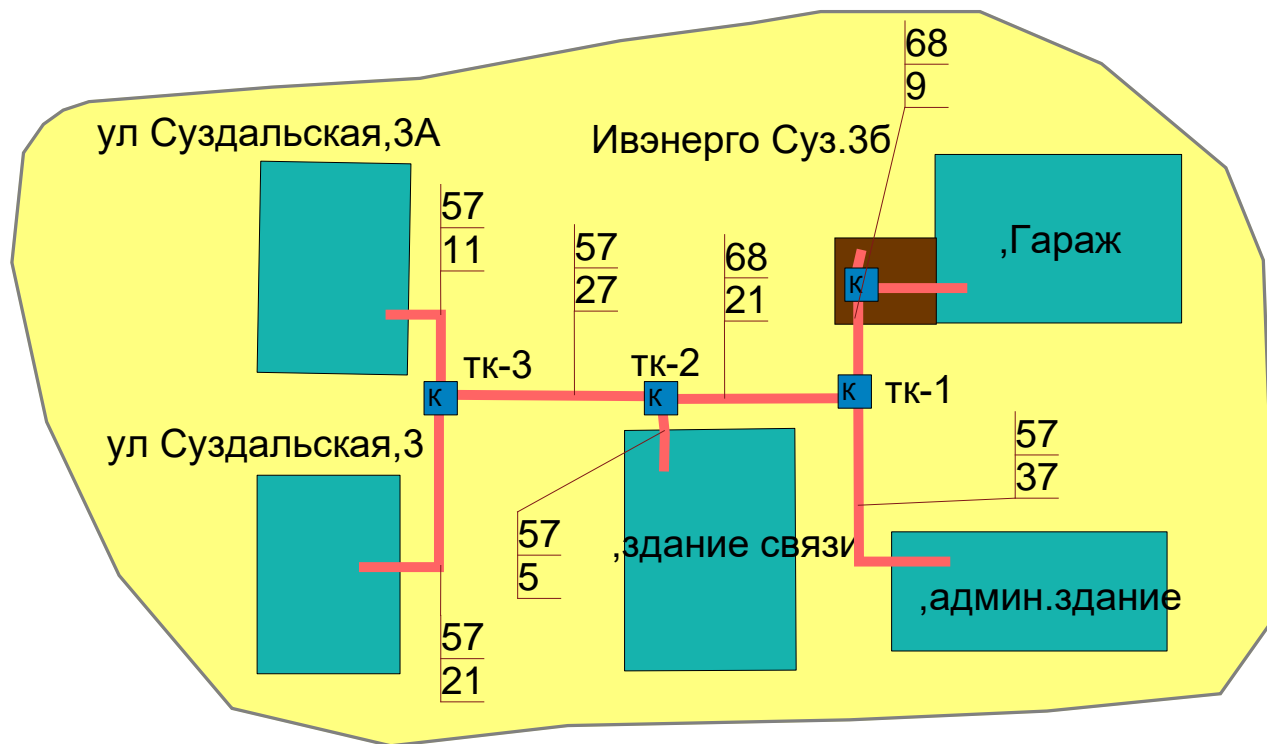 68
9
ул Суздальская,3А
Ивэнерго Суз.3б
57
11
57
27
68
21
,Гараж
К
тк-3
тк-2
К
К
К
тк-1
ул Суздальская,3
57
37
57
5
,здание связи
,админ.здание
57
21